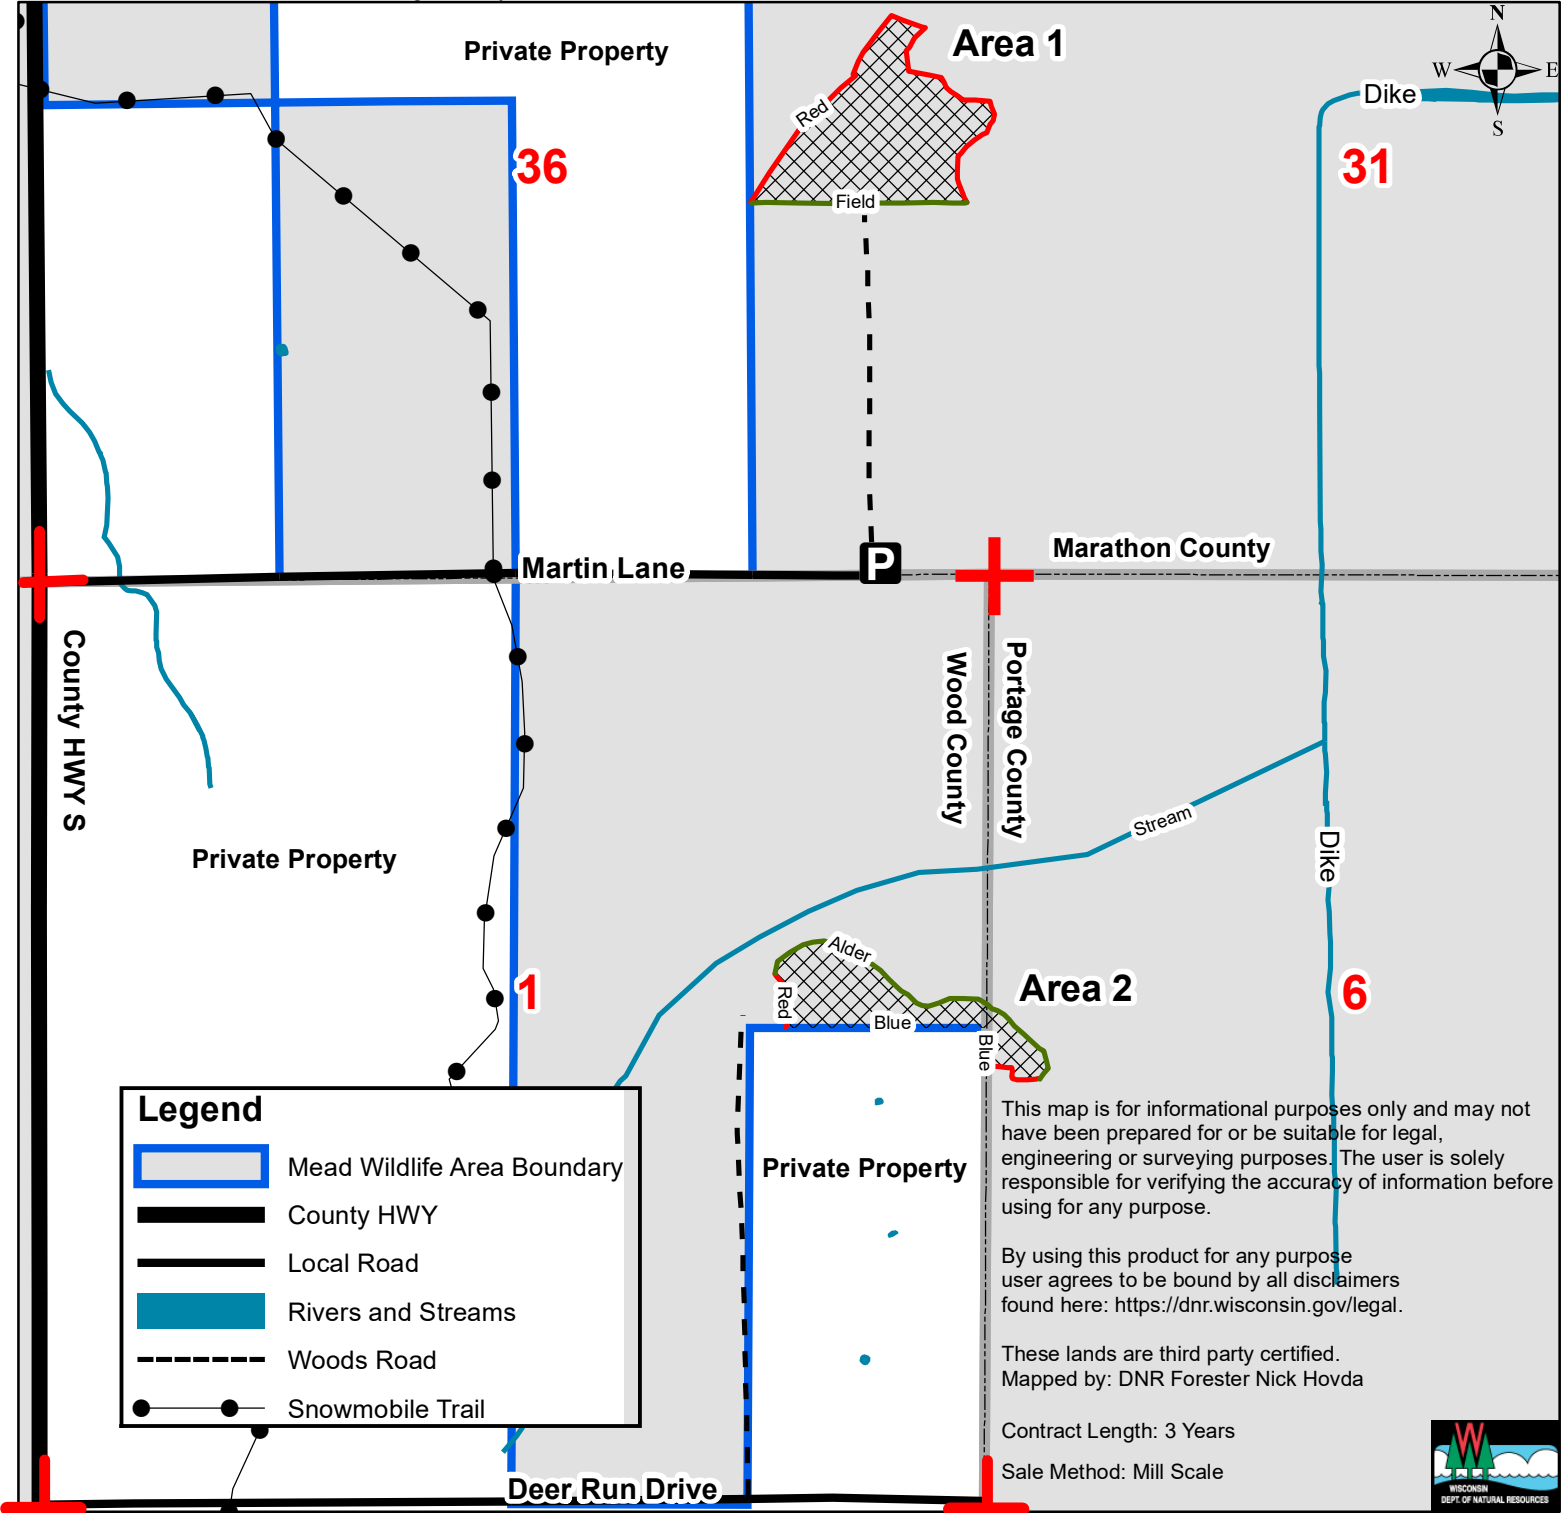 Private Property
Area 1
N
W
E
S
Dike
Red
36
31
Field
Martin Lane
P
Marathon County
County HWY S
Wood County
Portage County
Stream
Private Property
Dike
Alder
Red
Blue
Blue
Area 2
1
6
Legend
Mead Wildlife Area Boundary
County HWY
Local Road
Rivers and Streams
Woods Road
Snowmobile Trail
Private Property
This map is for informational purposes only and may not
have been prepared for or be suitable for legal,
engineering or surveying purposes. The user is solely
responsible for verifying the accuracy of information before
using for any purpose.
By using this product for any purpose
user agrees to be bound by all disclaimers
found here: https://dnr.wisconsin.gov/legal.
These lands are third party certified.
Mapped by: DNR Forester Nick Hovda
Contract Length: 3 Years
Sale Method: Mill Scale
Deer Run Drive
W
WISCONSIN
DEPT. OF NATURAL RESOURCES